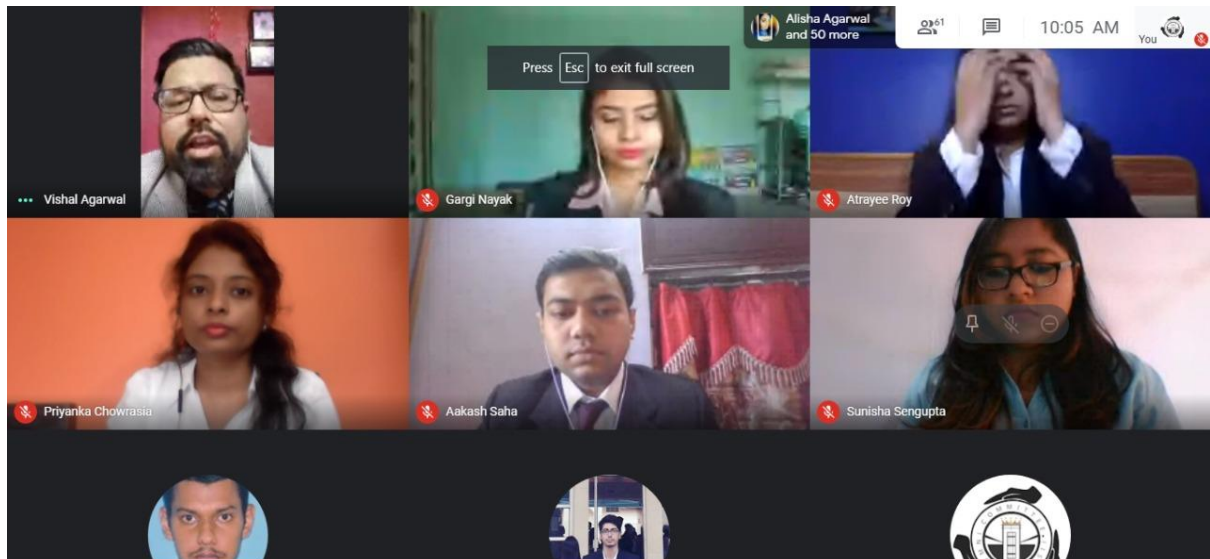 Alisha Agarwal
and 50 more
61
10:05 AM
You
Press Esc to exit full screen
Vishal Agarwal
Gargi Nayak
Atrayee Roy
Priyanka Chowrasia
Aakash Saha
Sunisha Sengupta